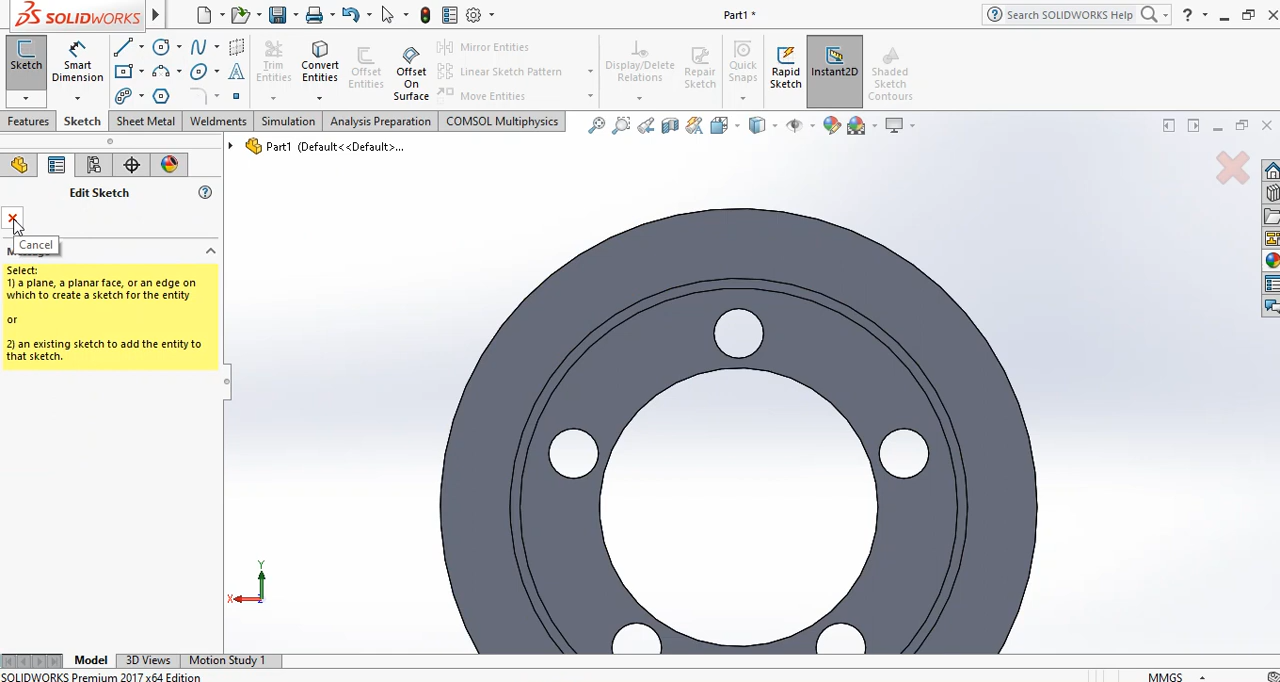 SOLIDWORKS
Part1 *
Search SOLIDWORKS Help
?
Sketch
Smart
Dimension
Trim
Entities
Convert
Entities
Offset
Entities
Offset
On
Surface
Mirror Entities
Linear Sketch Pattern
Move Entities
Display/Delete
Relations
Repair
Sketch
Quick
Snaps
Rapid
Sketch
Instant2D
Shaded
Sketch
Contours
Features
Sketch
Sheet Metal
Weldments
Simulation
Analysis Preparation
COMSOL Multiphysics
Part1 (Default<<Default>...
Edit Sketch
?
Cancel
Select:
1) a plane, a planar face, or an edge on
which to create a sketch for the entity
or
2) an existing sketch to add the entity to
that sketch.
Y
X
Z
Model
3D Views
Motion Study 1
SOLIDWORKS Premium 2017 x64 Edition
MMGS